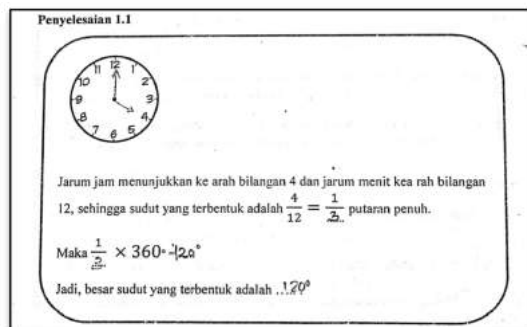 Penyelesaian 1.1
11 12 1
10 2
9 3
8 4
7 6 5
Jarum jam menunjukkan ke arah bilangan 4 dan jarum menit kea rah bilangan
12, sehingga sudut yang terbentuk adalah 4/12 = 1/3 putaran penuh.
Maka 1/3 × 360° = 120°
Jadi, besar sudut yang terbentuk adalah ..120°